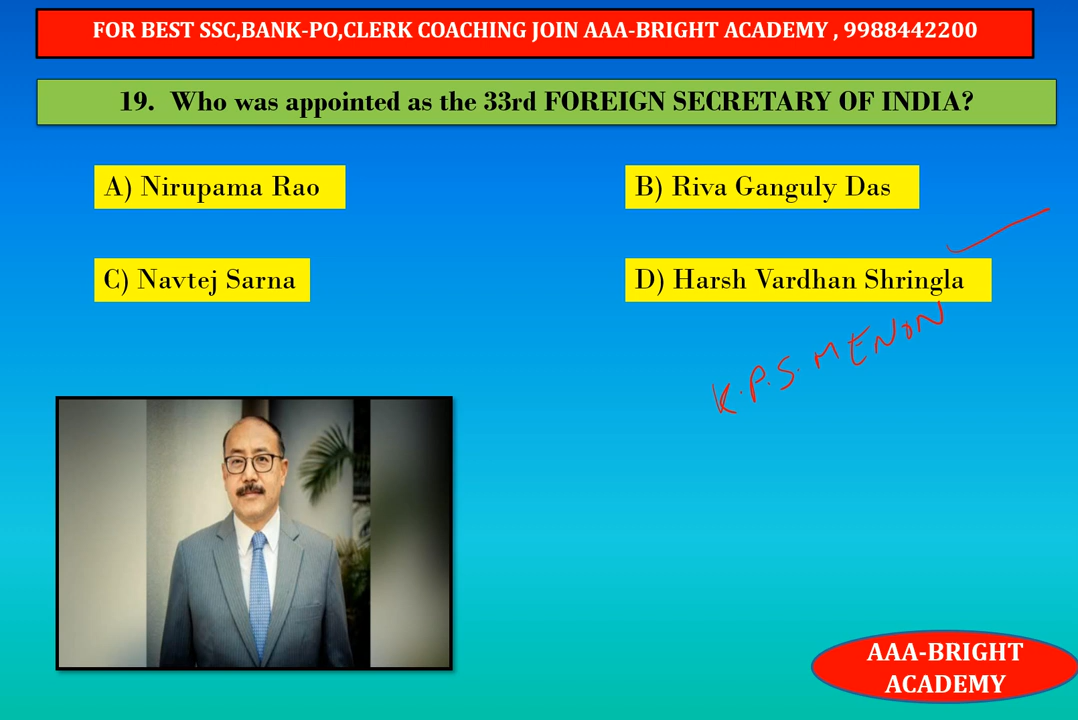 FOR BEST SSC,BANK-PO,CLERK COACHING JOIN AAA-BRIGHT ACADEMY , 9988442200
19. Who was appointed as the 33rd FOREIGN SECRETARY OF INDIA?
A) Nirupama Rao
B) Riva Ganguly Das
C) Navtej Sarna
D) Harsh Vardhan Shringla
K.P.S. MENON
AAA-BRIGHT
ACADEMY